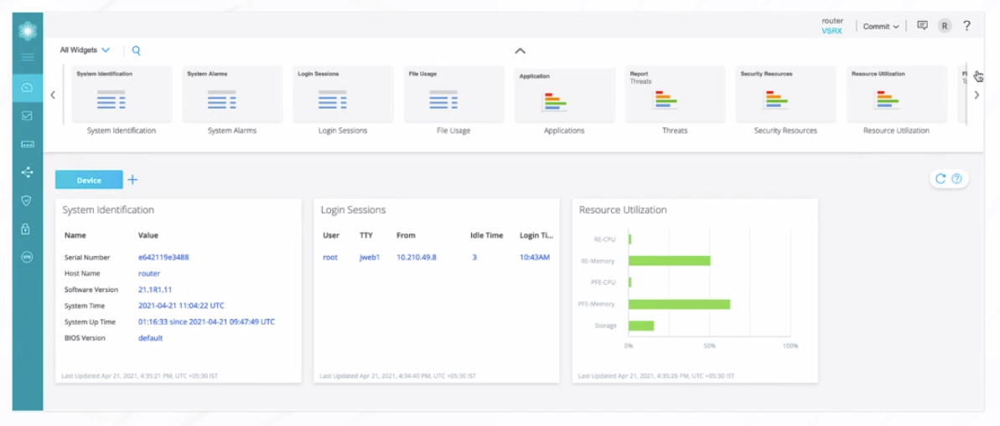 router
VSRX
Commit
R
?
All Widgets
System Identification
System Alarms
Login Sessions
File Usage
Application
Report
Threats
Security Resources
Resource Utilization
System Identification
System Alarms
Login Sessions
File Usage
Applications
Threats
Security Resources
Resource Utilization
Device
+
System Identification
Name Value
Serial Number e642119e3488
Host Name router
Software Version 21.1R1.11
System Time 2021-04-21 11:04:22 UTC
System Up Time 01:16:33 since 2021-04-21 09:47:49 UTC
BIOS Version default
Last Updated Apr 21, 2021, 4:35:21 PM, UTC +05:30 IST
Login Sessions
User TTY From Idle Time Login Ti...
root jweb1 10.210.49.8 3 10:43AM
Last Updated Apr 21, 2021, 4:34:40 PM, UTC +05:30 IST
Resource Utilization
RE-CPU
RE-Memory
PFE-CPU
PFE-Memory
Storage
0% 50% 100%
Last Updated Apr 21, 2021, 4:35:26 PM, UTC +05:30 IST
VPN